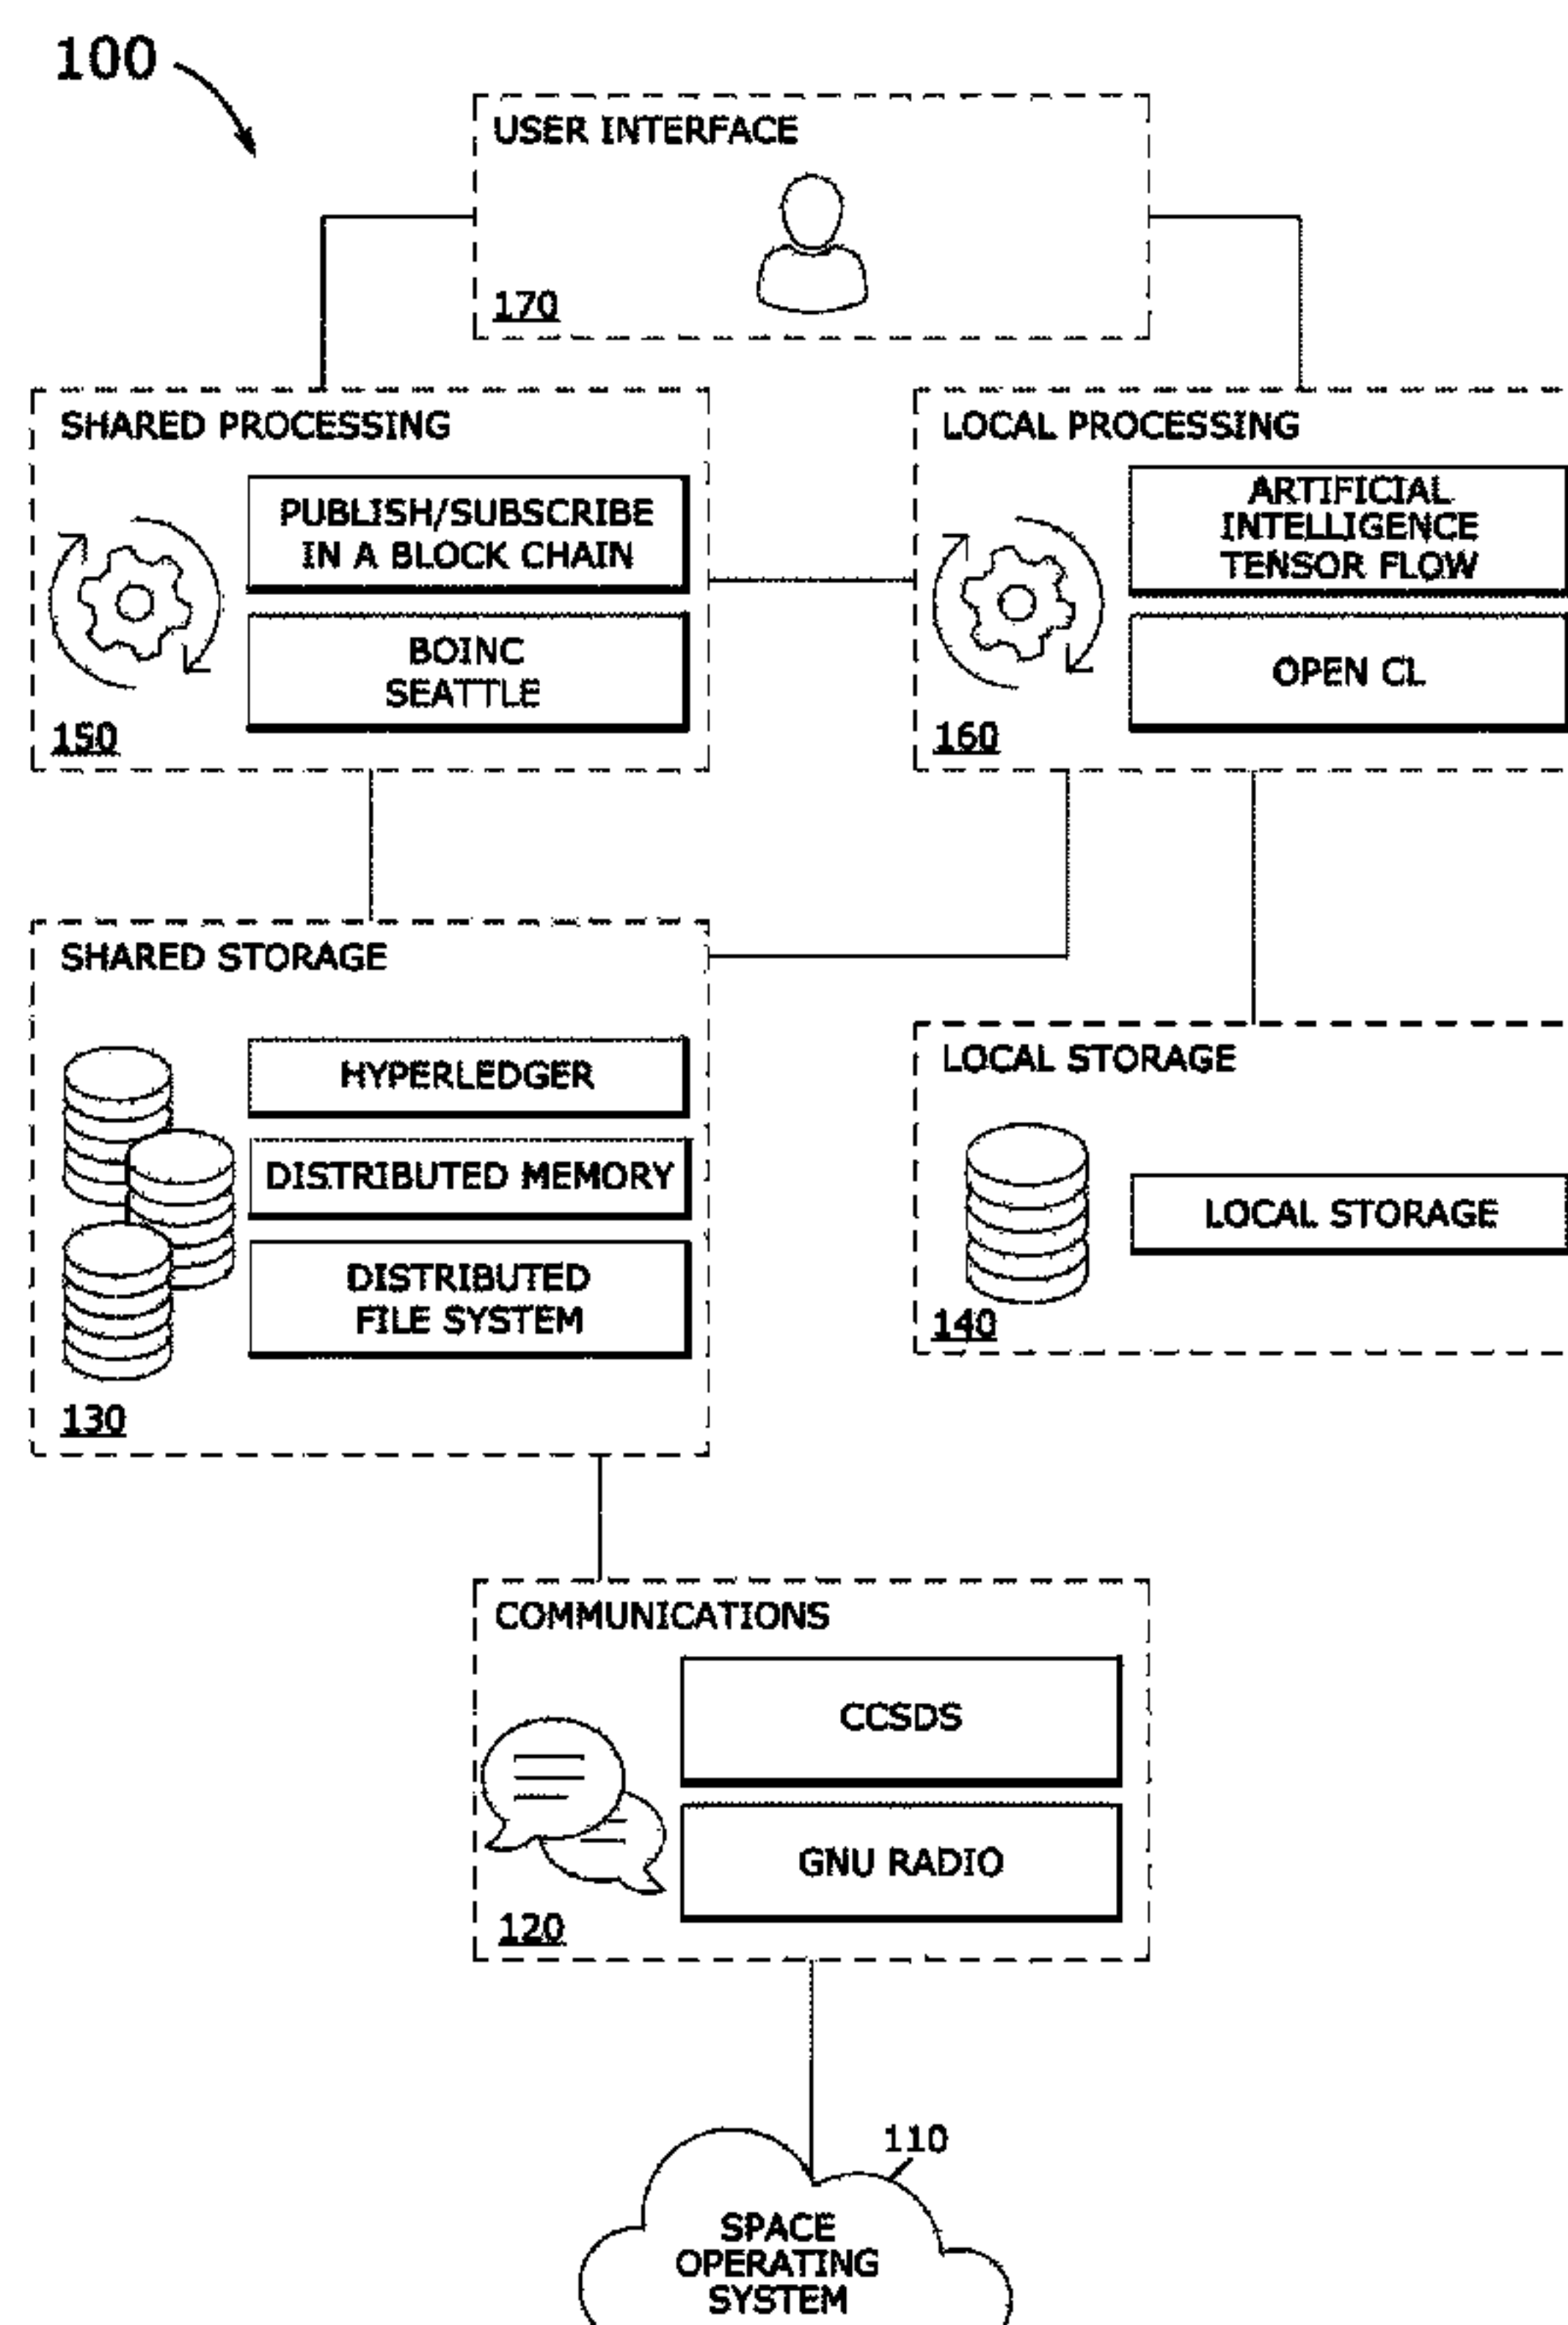 100
USER INTERFACE
170
SHARED PROCESSING
PUBLISH/SUBSCRIBE
IN A BLOCK CHAIN
BOINC
SEATTLE
150
LOCAL PROCESSING
ARTIFICIAL
INTELLIGENCE
TENSOR FLOW
OPEN CL
160
SHARED STORAGE
HYPERLEDGER
DISTRIBUTED MEMORY
DISTRIBUTED
FILE SYSTEM
130
LOCAL STORAGE
LOCAL STORAGE
140
COMMUNICATIONS
CCSDS
GNU RADIO
120
110
SPACE
OPERATING
SYSTEM